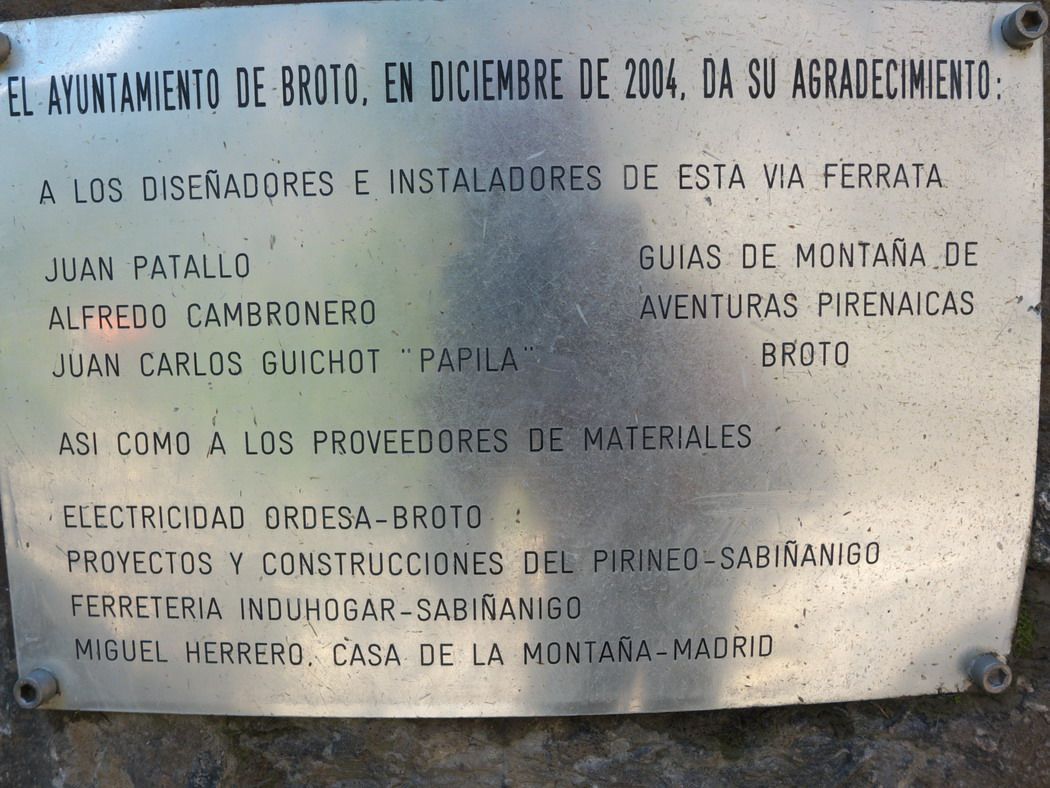 EL AYUNTAMIENTO DE BROTO, EN DICIEMBRE DE 2004, DA SU AGRADECIMIENTO:
A LOS DISEÑADORES E INSTALADORES DE ESTA VIA FERRATA
JUAN PATALLO
ALFREDO CAMBRONERO
JUAN CARLOS GUICHOT "PAPILA"
GUIAS DE MONTAÑA DE
AVENTURAS PIRENAICAS
BROTO
ASI COMO A LOS PROVEEDORES DE MATERIALES
ELECTRICIDAD ORDESA-BROTO
PROYECTOS Y CONSTRUCCIONES DEL PIRINEO-SABIÑANIGO
FERRETERIA INDUHOGAR-SABIÑANIGO
MIGUEL HERRERO. CASA DE LA MONTAÑA-MADRID